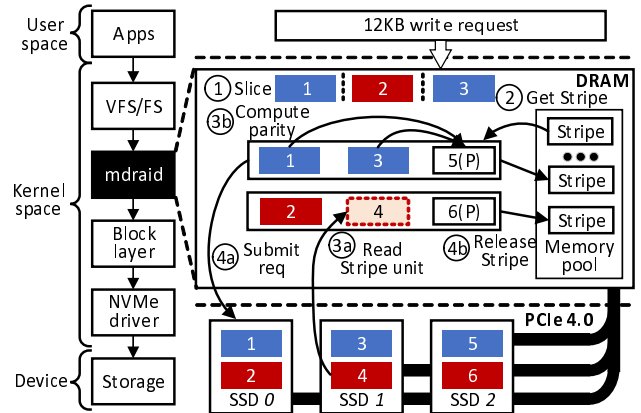 User
space
Apps
VFS/FS
Kernel
space
mdraid
Block
layer
NVMe
driver
Device
Storage
12KB write request
DRAM
1 Slice
1
2
3
2 Get Stripe
3b Compute
parity
1
3
5(P)
Stripe
Stripe
2
4
6(P)
Stripe
4a Submit
req
3a Read
Stripe unit
4b Release
Stripe
Memory
pool
PCIe 4.0
1
2
SSD 0
3
4
SSD 1
5
6
SSD 2